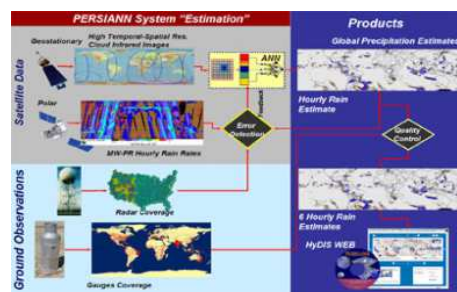 PERSIANN System "Estimation"
Products
Satellite Data
High Temporal-Spatial Res.
Cloud Infrared Images
Geostationary
ANN
Global Precipitation Estimates
Feedback
Polar
Hourly Rain
Estimate
Error
Detection
Quality
Control
MW-PR Hourly Rain Rates
Ground Observations
Radar Coverage
6 Hourly Rain
Estimates
HyDIS WEB
Gauges Coverage